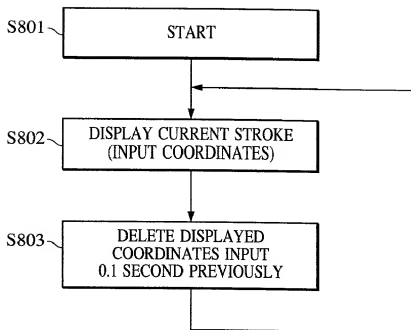 S801
START
S802
DISPLAY CURRENT STROKE
(INPUT COORDINATES)
S803
DELETE DISPLAYED
COORDINATES INPUT
0.1 SECOND PREVIOUSLY